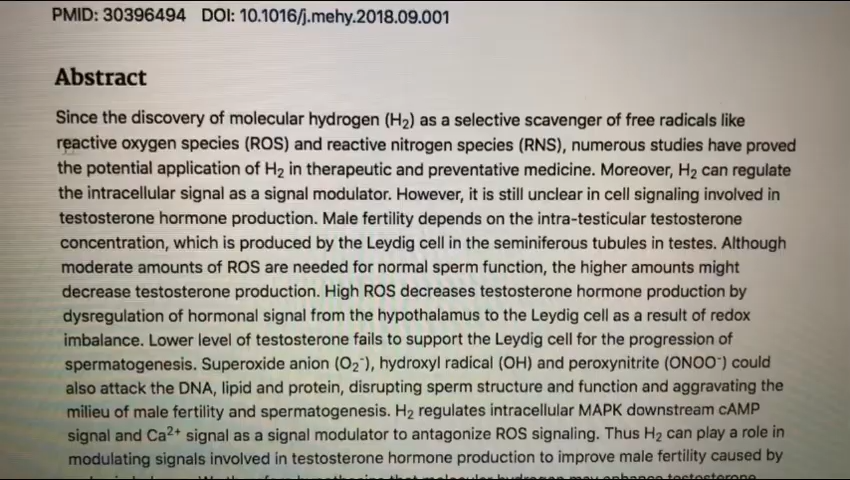 PMID: 30396494 DOI: 10.1016/j.mehy.2018.09.001
Abstract
Since the discovery of molecular hydrogen (H₂) as a selective scavenger of free radicals like
reactive oxygen species (ROS) and reactive nitrogen species (RNS), numerous studies have proved
the potential application of H₂ in therapeutic and preventative medicine. Moreover, H₂ can regulate
the intracellular signal as a signal modulator. However, it is still unclear in cell signaling involved in
testosterone hormone production. Male fertility depends on the intra-testicular testosterone
concentration, which is produced by the Leydig cell in the seminiferous tubules in testes. Although
moderate amounts of ROS are needed for normal sperm function, the higher amounts might
decrease testosterone production. High ROS decreases testosterone hormone production by
dysregulation of hormonal signal from the hypothalamus to the Leydig cell as a result of redox
imbalance. Lower level of testosterone fails to support the Leydig cell for the progression of
spermatogenesis. Superoxide anion (O₂⁻), hydroxyl radical (OH) and peroxynitrite (ONOO⁻) could
also attack the DNA, lipid and protein, disrupting sperm structure and function and aggravating the
milieu of male fertility and spermatogenesis. H₂ regulates intracellular MAPK downstream cAMP
signal and Ca²⁺ signal as a signal modulator to antagonize ROS signaling. Thus H₂ can play a role in
modulating signals involved in testosterone hormone production to improve male fertility caused by
that molecular hydrogen may enhance testosterone